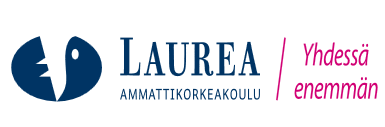 LAUREA
AMMATTIKORKEAKOULU
Yhdessä
enemmän